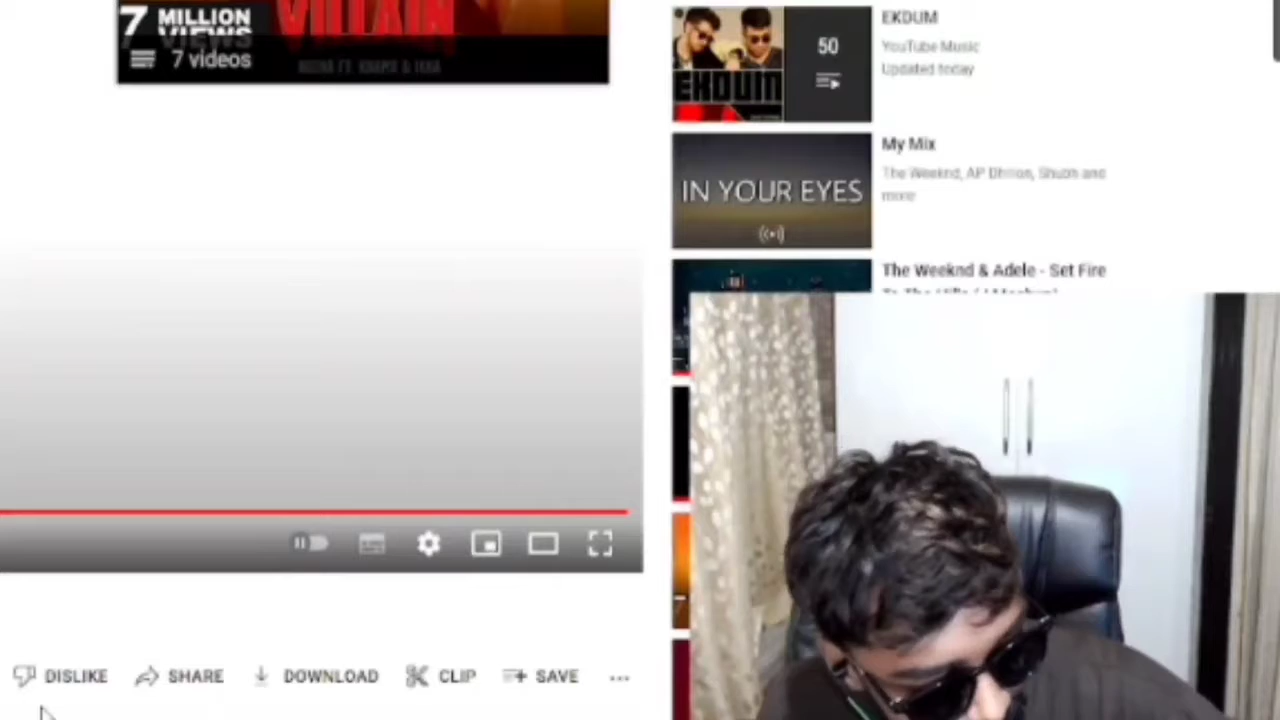 7 MILLION
VIEWS
7 videos
VILLAIN
EKDUM
50
EKDUM
YouTube Music
Updated today
IN YOUR EYES
My Mix
The Weeknd, AP Dhillon, Shubh and
more
The Weeknd & Adele - Set Fire
DISLIKE
SHARE
DOWNLOAD
CLIP
SAVE